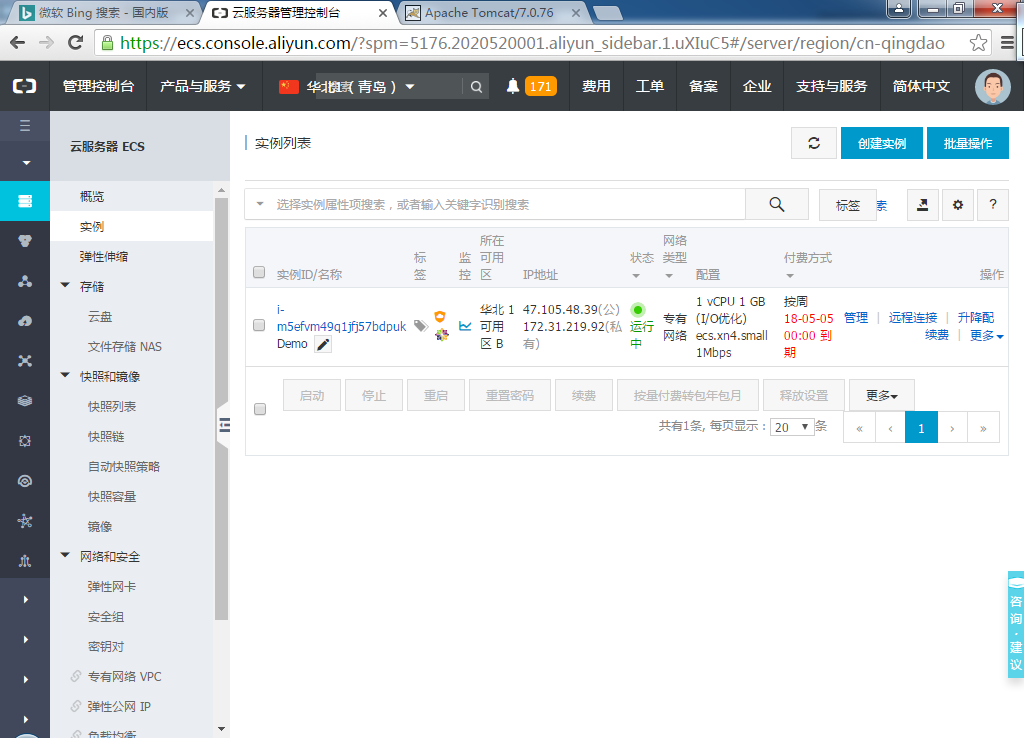 微软 Bing 搜索 - 国内版
云服务器管理控制台
Apache Tomcat/7.0.76
https://ecs.console.aliyun.com/?spm=5176.2020520001.aliyun_sidebar.1.uXIuC5#/server/region/cn-qingdao
管理控制台
产品与服务
华北 1 ( 青岛 )
171
费用
工单
备案
企业
支持与服务
简体中文
云服务器 ECS
概览
实例
弹性伸缩
存储
云盘
文件存储 NAS
快照和镜像
快照列表
快照链
自动快照策略
快照容量
镜像
网络和安全
弹性网卡
安全组
密钥对
专有网络 VPC
弹性公网 IP
负载均衡
实例列表
创建实例
批量操作
选择实例属性项搜索，或者输入关键字识别搜索
标签
索
?
实例ID/名称
标签
监控
所在可用区
IP地址
状态
网络类型
配置
付费方式
操作
i-
m5efvm49q1jfj57bdpuk
Demo
华北 1
可用
区 B
47.105.48.39(公)
172.31.219.92(私
有)
运行
中
专有
网络
1 vCPU 1 GB
(I/O优化)
ecs.xn4.small
1Mbps
按周
18-05-05
00:00 到
期
管理 | 远程连接 | 升降配
续费 | 更多
启动
停止
重启
重置密码
续费
按量付费转包年包月
释放设置
更多
共有1条, 每页显示 : 20 条
« ‹ 1 › »
咨询·建议